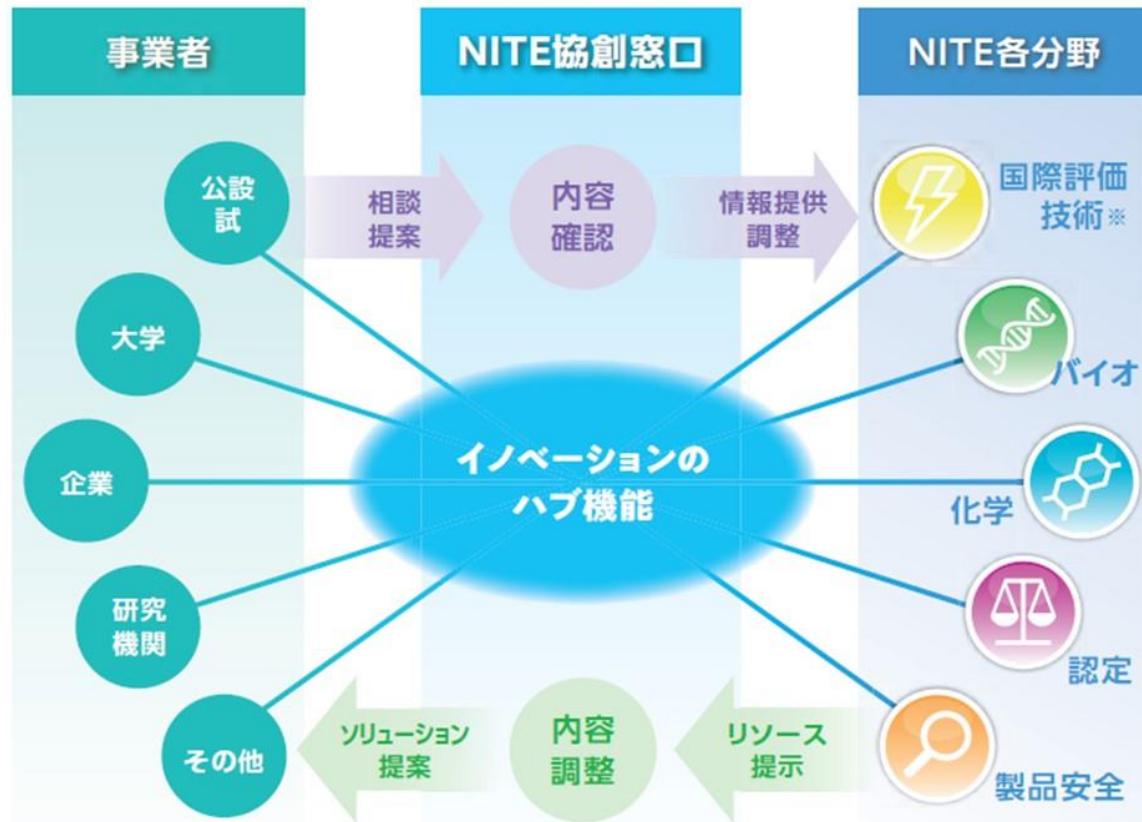 事業者
NITE協創窓口
NITE各分野
公設
試
相談
提案
内容
確認
情報提供
調整
国際評価
技術※
大学
バイオ
企業
イノベーションの
ハブ機能
化学
研究
機関
認定
その他
ソリューション
提案
内容
調整
リソース
提示
製品安全